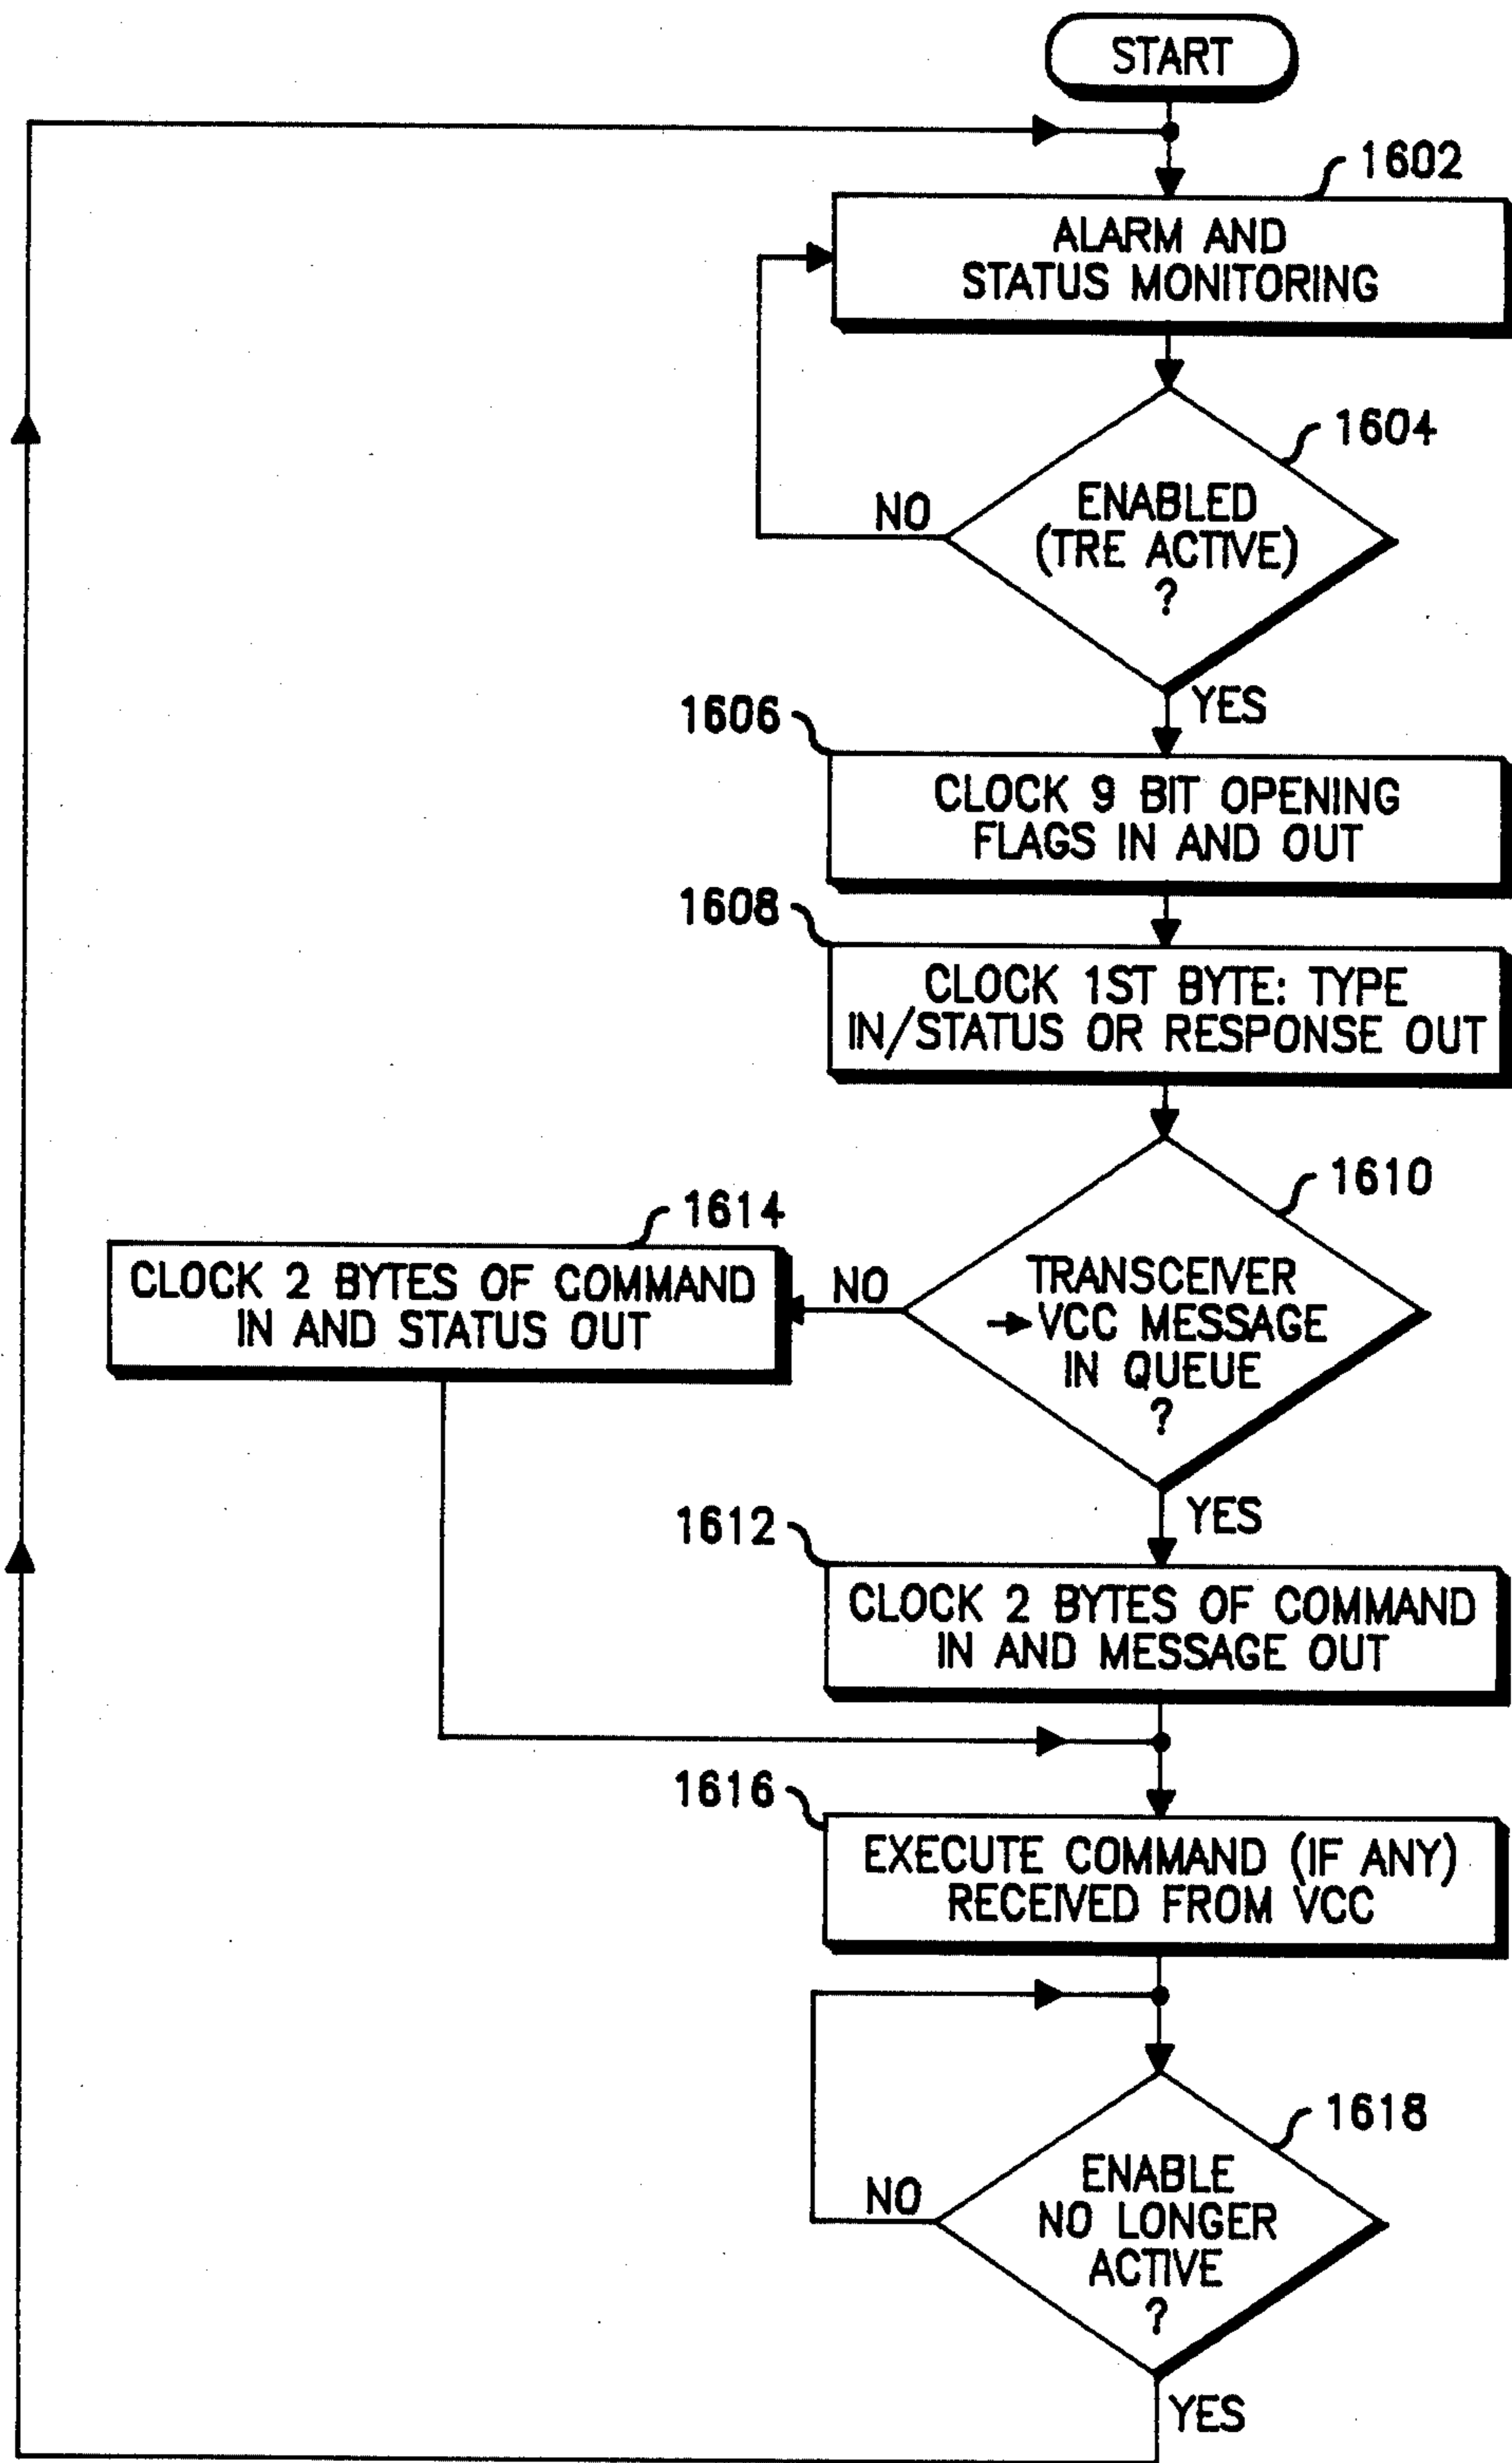 START
1602
ALARM AND
STATUS MONITORING
1604
NO
ENABLED
(TRE ACTIVE)
?
YES
1606
CLOCK 9 BIT OPENING
FLAGS IN AND OUT
1608
CLOCK 1ST BYTE: TYPE
IN/STATUS OR RESPONSE OUT
1610
1614
CLOCK 2 BYTES OF COMMAND
IN AND STATUS OUT
NO
TRANSCEIVER
→VCC MESSAGE
IN QUEUE
?
YES
1612
CLOCK 2 BYTES OF COMMAND
IN AND MESSAGE OUT
1616
EXECUTE COMMAND (IF ANY)
RECEIVED FROM VCC
1618
NO
ENABLE
NO LONGER
ACTIVE
?
YES